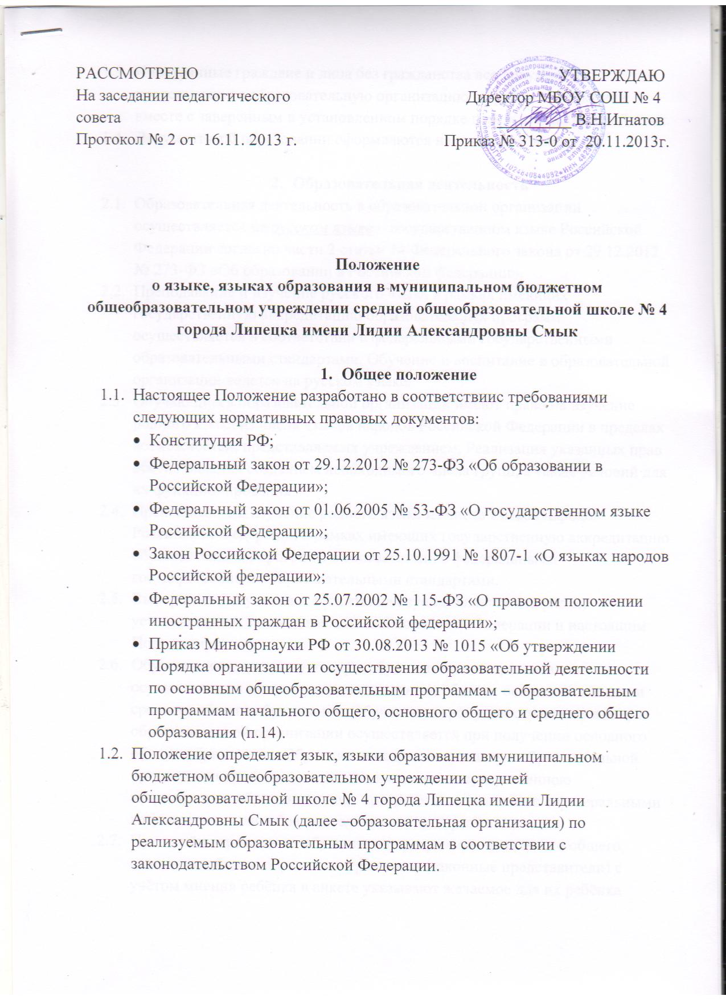 РАССМОТРЕНО
На заседании педагогического
совета
Протокол № 2 от 16.11. 2013 г.
УТВЕРЖДАЮ
Директор МБОУ СОШ № 4
В.Н.Игнатов
Приказ № 313-0 от 20.11.2013г.
Положение
о языке, языках образования в муниципальном бюджетном
общеобразовательном учреждении средней общеобразовательной школе № 4
города Липецка имени Лидии Александровны Смык
1. Общее положение
1.1. Настоящее Положение разработано в соответствиис требованиями
следующих нормативных правовых документов:
• Конституция РФ;
• Федеральный закон от 29.12.2012 № 273-ФЗ «Об образовании в
Российской Федерации»;
• Федеральный закон от 01.06.2005 № 53-ФЗ «О государственном языке
Российской Федерации»;
• Закон Российской Федерации от 25.10.1991 № 1807-1 «О языках народов
Российской федерации»;
• Федеральный закон от 25.07.2002 № 115-ФЗ «О правовом положении
иностранных граждан в Российской федерации»;
• Приказ Минобрнауки РФ от 30.08.2013 № 1015 «Об утверждении
Порядка организации и осуществления образовательной деятельности
по основным общеобразовательным программам – образовательным
программам начального общего, основного общего и среднего общего
образования (п.14).
1.2. Положение определяет язык, языки образования вмуниципальном
бюджетном общеобразовательном учреждении средней
общеобразовательной школе № 4 города Липецка имени Лидии
Александровны Смык (далее –образовательная организация) по
реализуемым образовательным программам в соответствии с
законодательством Российской Федерации.